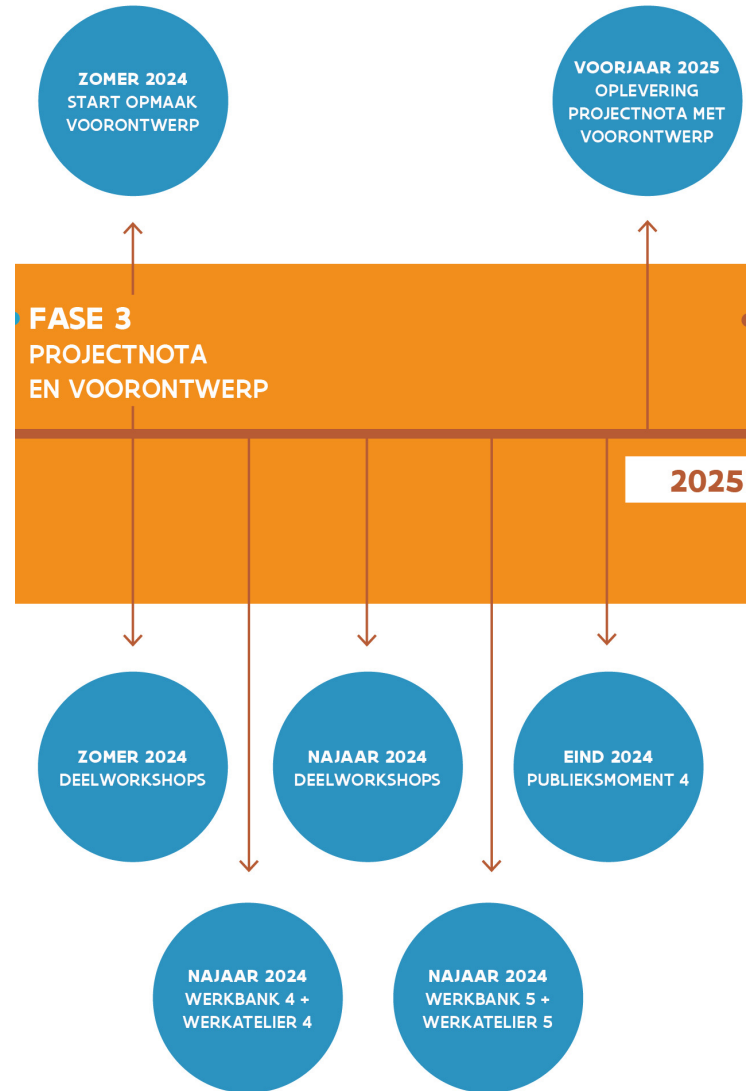 ZOMER 2024
START OPMAAK
VOORONTWERP
VOORJAAR 2025
OPLEVERING
PROJECTNOTA MET
VOORONTWERP
FASE 3
PROJECTNOTA
EN VOORONTWERP
2025
ZOMER 2024
DEELWORKSHOPS
NAJAAR 2024
DEELWORKSHOPS
EIND 2024
PUBLIEKSMOMENT 4
NAJAAR 2024
WERKBANK 4 +
WERKATELIER 4
NAJAAR 2024
WERKBANK 5 +
WERKATELIER 5